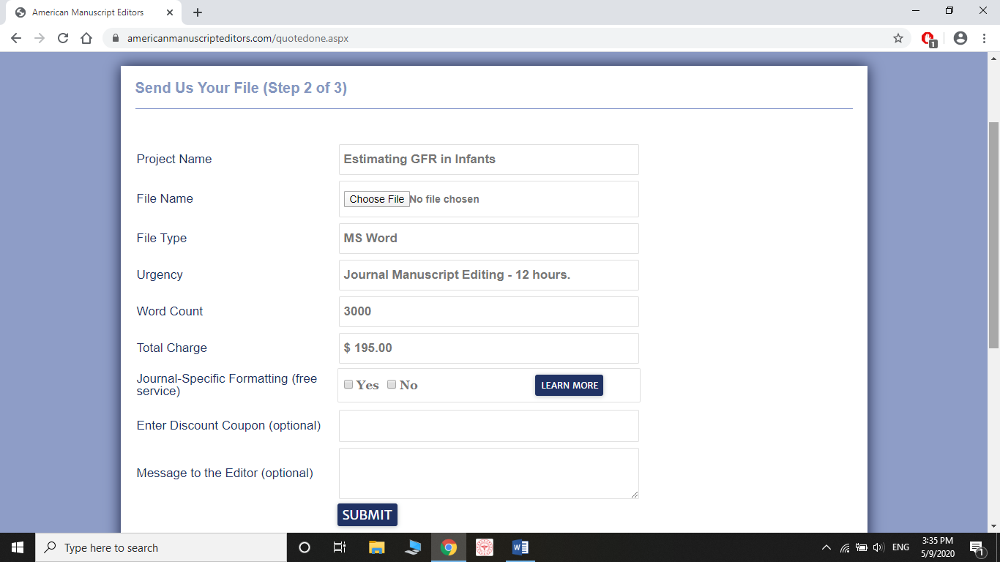 American Manuscript Editors
americanmanuscripteditors.com/quotedone.aspx
1
Send Us Your File (Step 2 of 3)
Project Name
Estimating GFR in Infants
File Name
Choose File No file chosen
File Type
MS Word
Urgency
Journal Manuscript Editing - 12 hours.
Word Count
3000
Total Charge
$ 195.00
Journal-Specific Formatting (free
service)
Yes No
LEARN MORE
Enter Discount Coupon (optional)
Message to the Editor (optional)
SUBMIT
Type here to search
ENG
3:35 PM
5/9/2020
1